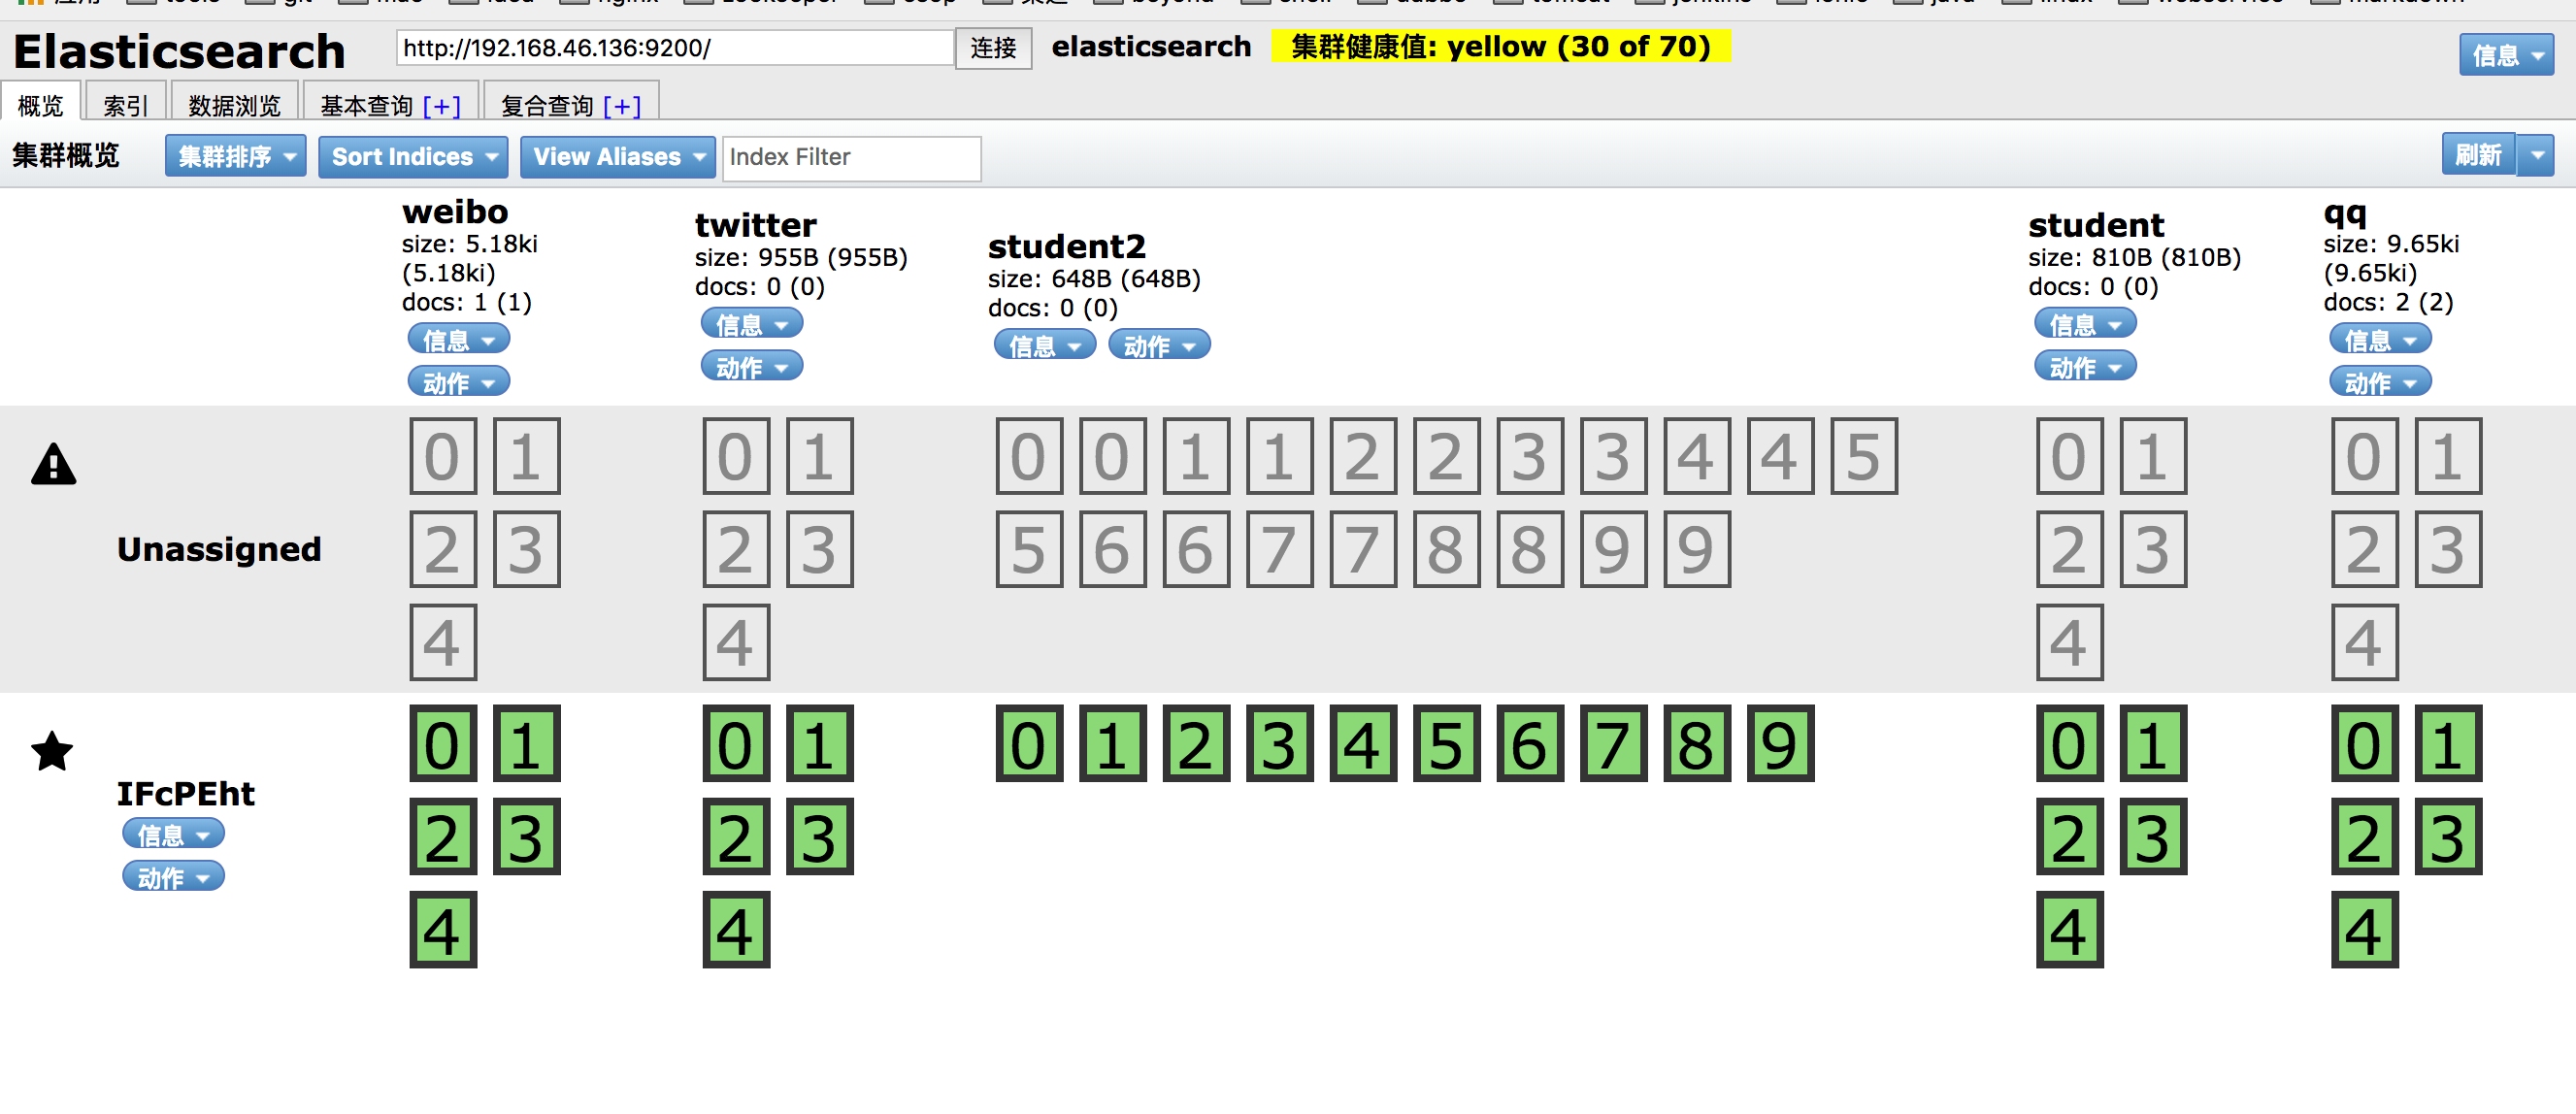 Elasticsearch http://192.168.46.136:9200/ 连接 elasticsearch 集群健康值: yellow (30 of 70) 信息
概览 索引 数据浏览 基本查询 [+] 复合查询 [+]
集群概览 集群排序 Sort Indices View Aliases Index Filter 刷新
weibo
size: 5.18ki
(5.18ki)
docs: 1 (1)
信息
动作
twitter
size: 955B (955B)
docs: 0 (0)
信息
动作
student2
size: 648B (648B)
docs: 0 (0)
信息 动作
student
size: 810B (810B)
docs: 0 (0)
信息
动作
qq
size: 9.65ki
(9.65ki)
docs: 2 (2)
信息
动作
Unassigned
0 1 0 1 0 0 1 1 2 2 3 3 4 4 5 0 1 0 1
2 3 2 3 5 6 6 7 7 8 8 9 9 2 3 2 3
4 4 4 4
IFcPEht
信息
动作
0 1 0 1 0 1 2 3 4 5 6 7 8 9 0 1 0 1
2 3 2 3 2 3 2 3
4 4 4 4